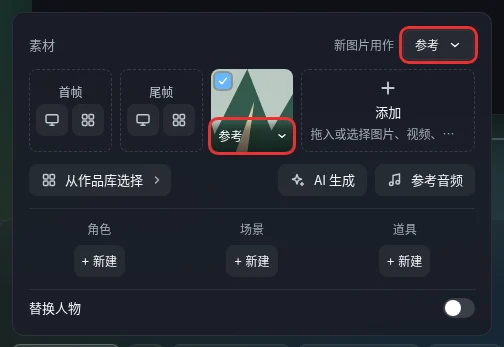 素材
新图片用作 参考
首帧
尾帧
参考
添加
拖入或选择图片、视频、…
从作品库选择
AI 生成
参考音频
角色
场景
道具
+ 新建
+ 新建
+ 新建
替换人物